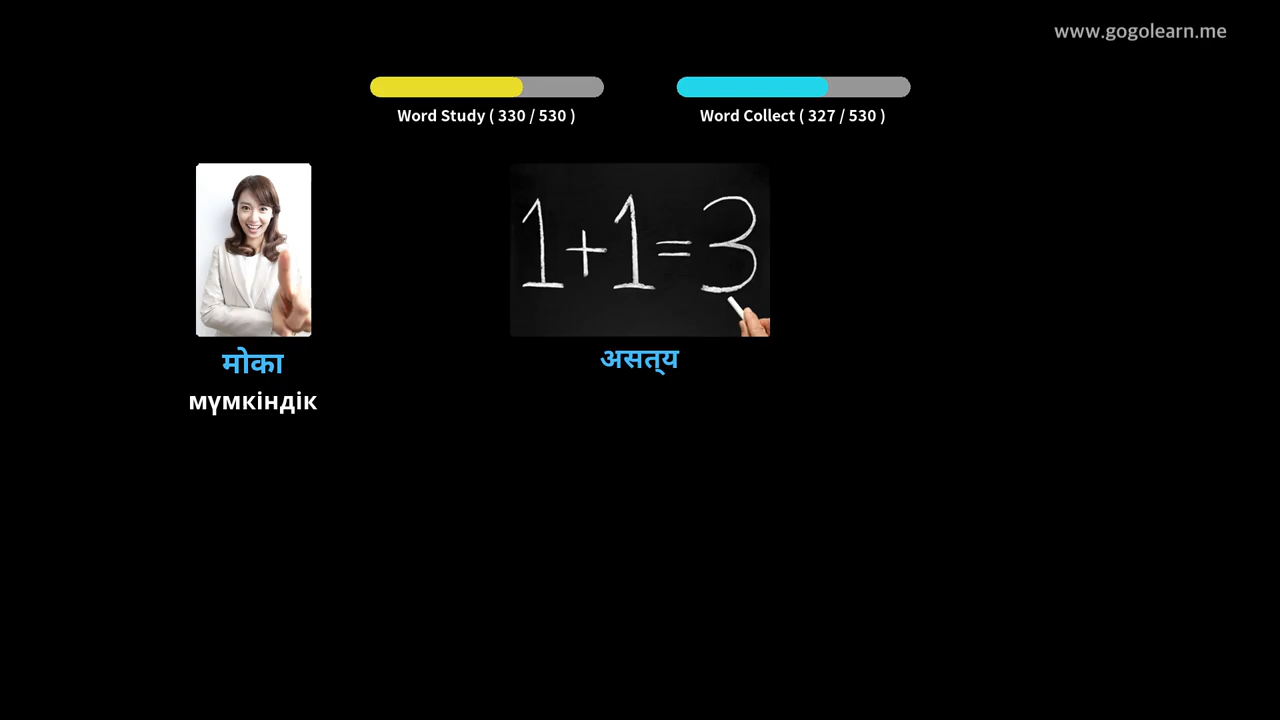 www.gogolearn.me
Word Study ( 330 / 530 )
Word Collect ( 327 / 530 )
1+1=3
मोका
мүмкіндік
असत्य